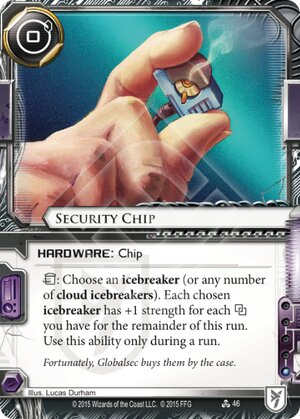 0
SECURITY CHIP
HARDWARE: Chip
: Choose an icebreaker (or any number
of cloud icebreakers). Each chosen
icebreaker has +1 strength for each
you have for the remainder of this run.
Use this ability only during a run.
Fortunately, Globalsec buys them by the case.
Illus. Lucas Durham
© 2015 Wizards of the Coast LLC. © 2015 FFG
46